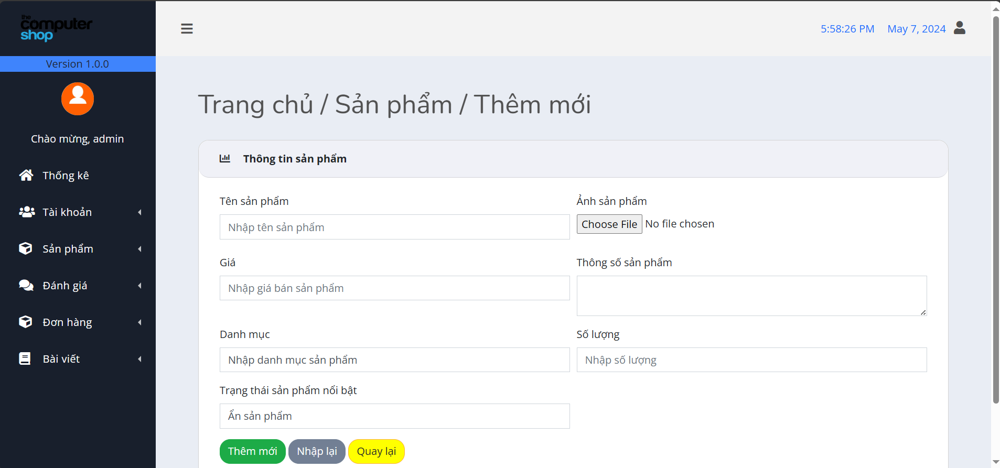 the
computer
shop
5:58:26 PM May 7, 2024
Version 1.0.0
Chào mừng, admin
Thống kê
Tài khoản
Sản phẩm
Đánh giá
Đơn hàng
Bài viết
Trang chủ / Sản phẩm / Thêm mới
Thông tin sản phẩm
Tên sản phẩm
Nhập tên sản phẩm
Ảnh sản phẩm
Choose File No file chosen
Giá
Nhập giá bán sản phẩm
Thông số sản phẩm
Danh mục
Nhập danh mục sản phẩm
Số lượng
Nhập số lượng
Trạng thái sản phẩm nổi bật
Ẩn sản phẩm
Thêm mới Nhập lại Quay lại